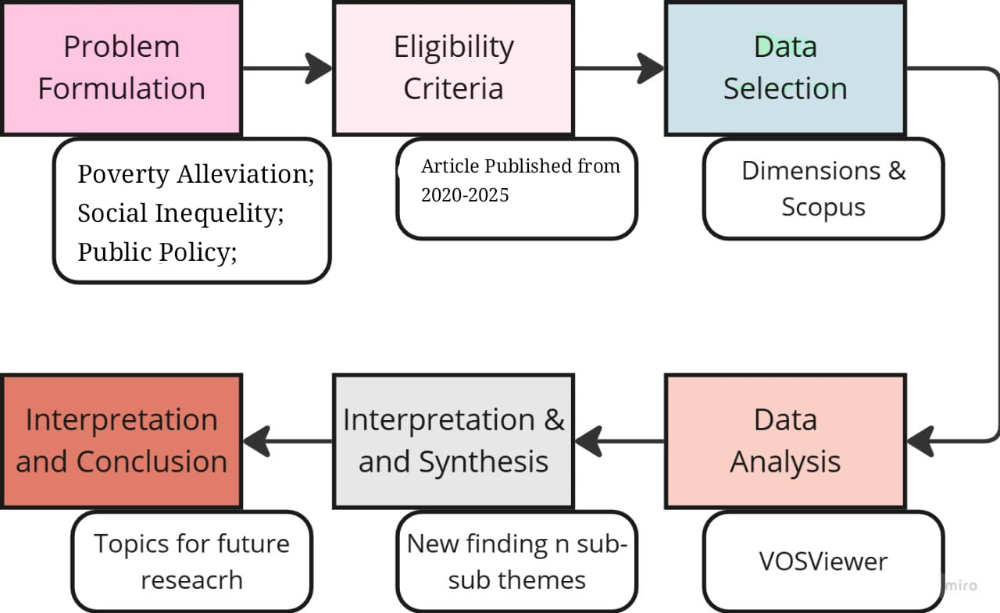 Problem
Formulation
Eligibility
Criteria
Data
Selection
Poverty Alleviation;
Social Inequelity;
Public Policy;
Article Published from
2020-2025
Dimensions &
Scopus
Interpretation
and Conclusion
Interpretation &
and Synthesis
Data
Analysis
Topics for future
reseacrh
New finding n sub-
sub themes
VOSViewer
miro